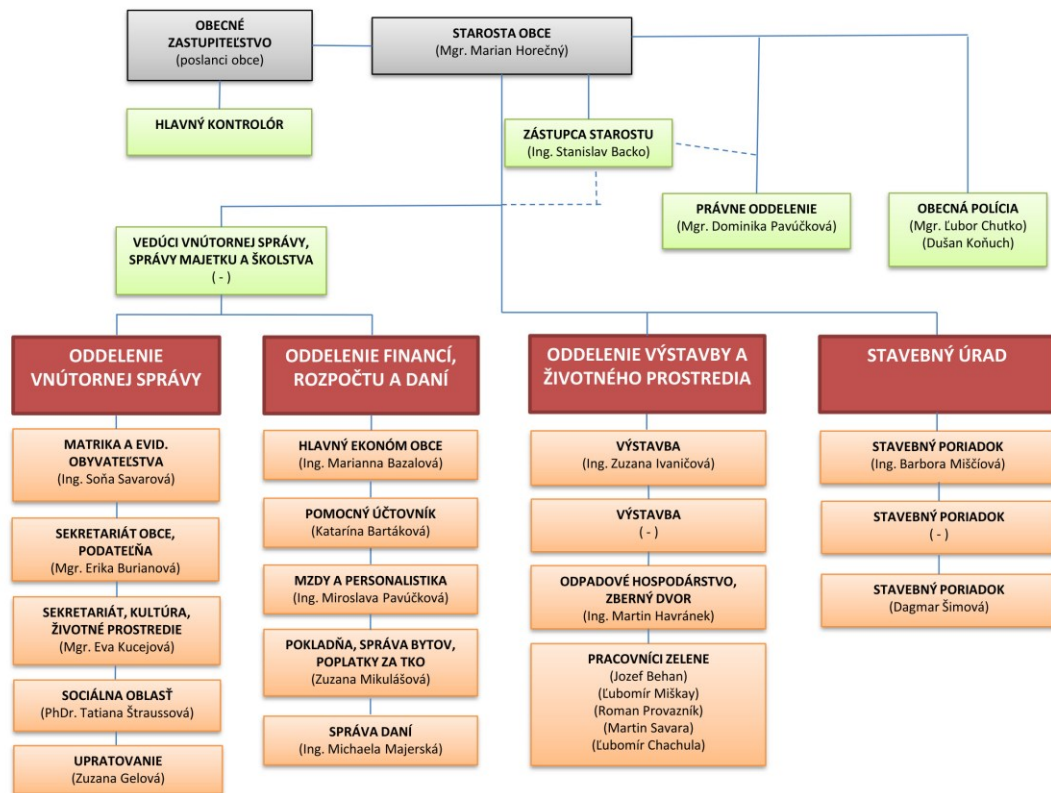 OBECNÉ
ZASTUPITEĽSTVO
(poslanci obce)
STAROSTA OBCE
(Mgr. Marian Horečný)
HLAVNÝ KONTROLÓR
ZÁSTUPCA STAROSTU
(Ing. Stanislav Backo)
PRÁVNE ODDELENIE
(Mgr. Dominika Pavúčková)
OBECNÁ POLÍCIA
(Mgr. Ľubor Chutko)
(Dušan Koňuch)
VEDÚCI VNÚTORNEJ SPRÁVY,
SPRÁVY MAJETKU A ŠKOLSTVA
( - )
ODDELENIE
VNÚTORNEJ SPRÁVY
MATRIKA A EVID.
OBYVATEĽSTVA
(Ing. Soňa Savarová)
SEKRETARIÁT OBCE,
PODATEĽŇA
(Mgr. Erika Burianová)
SEKRETARIÁT, KULTÚRA,
ŽIVOTNÉ PROSTREDIE
(Mgr. Eva Kucejová)
SOCIÁLNA OBLASŤ
(PhDr. Tatiana Štraussová)
UPRATOVANIE
(Zuzana Gelová)
ODDELENIE FINANCÍ,
ROZPOČTU A DANÍ
HLAVNÝ EKONÓM OBCE
(Ing. Marianna Bazalová)
POMOCNÝ ÚČTOVNÍK
(Katarína Bartáková)
MZDY A PERSONALISTIKA
(Ing. Miroslava Pavúčková)
POKLADŇA, SPRÁVA BYTOV,
POPLATKY ZA TKO
(Zuzana Mikulášová)
SPRÁVA DANÍ
(Ing. Michaela Majerská)
ODDELENIE VÝSTAVBY A
ŽIVOTNÉHO PROSTREDIA
VÝSTAVBA
(Ing. Zuzana Ivaničová)
VÝSTAVBA
( - )
ODPADOVÉ HOSPODÁRSTVO,
ZBERNÝ DVOR
(Ing. Martin Havránek)
PRACOVNÍCI ZELENE
(Jozef Behan)
(Ľubomír Miškay)
(Roman Provazník)
(Martin Savara)
(Ľubomír Chachula)
STAVEBNÝ ÚRAD
STAVEBNÝ PORIADOK
(Ing. Barbora Miščíová)
STAVEBNÝ PORIADOK
( - )
STAVEBNÝ PORIADOK
(Dagmar Šimová)